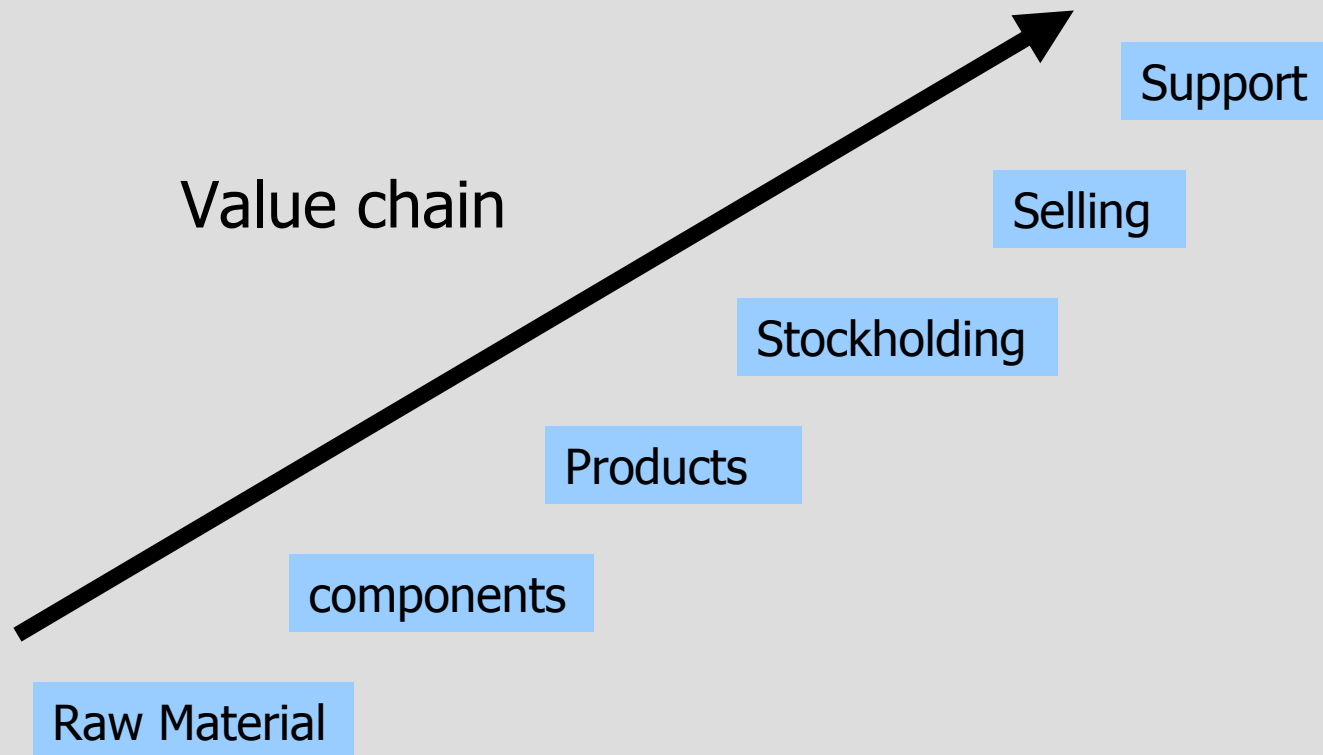 Support
Value chain
Selling
Stockholding
Products
components
Raw Material